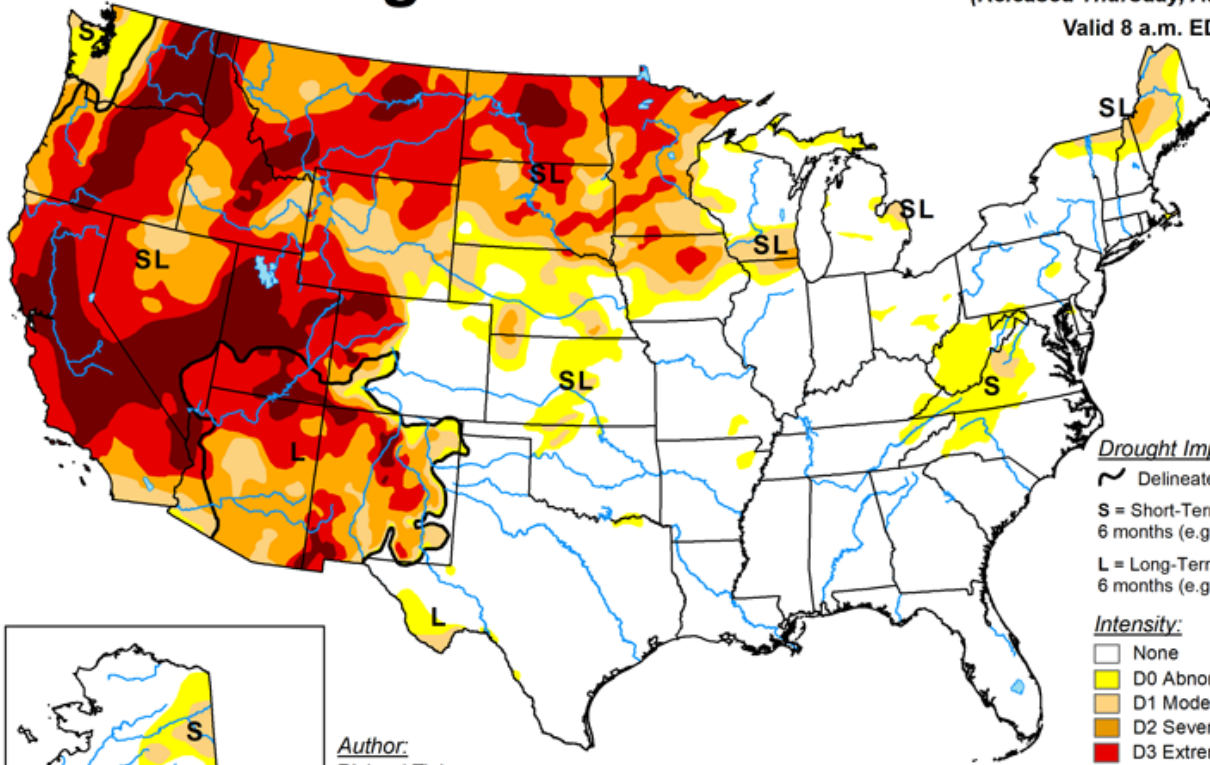 Valid 8 a.m. ED
S
SL
SL
SL
SL
SL
SL
S
L
L
Drought Imp
Delineate
S = Short-Terr
6 months (e.g
L = Long-Term
6 months (e.g
Intensity:
None
D0 Abnor
D1 Mode
D2 Sever
D3 Extren
S
Author: